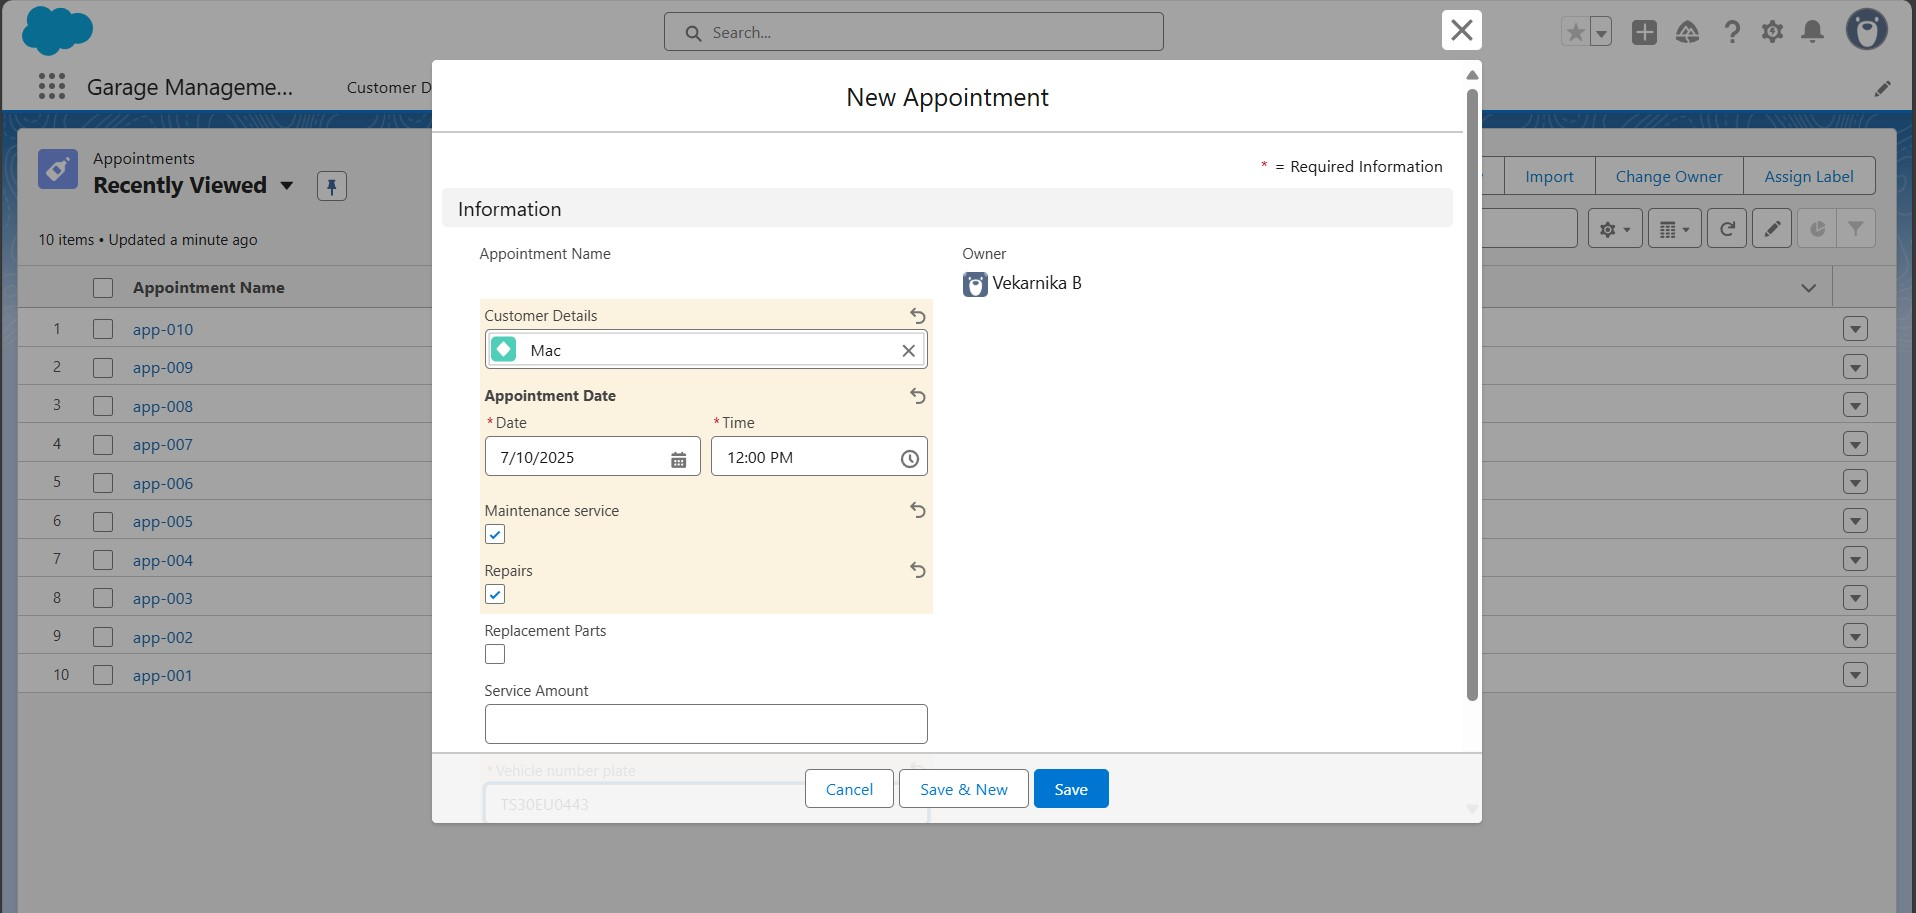 Search...
Garage Manageme...
Customer D
Appointments
Recently Viewed
10 items • Updated a minute ago
Import
Change Owner
Assign Label
Appointment Name
1 app-010
2 app-009
3 app-008
4 app-007
5 app-006
6 app-005
7 app-004
8 app-003
9 app-002
10 app-001
New Appointment
* = Required Information
Information
Appointment Name
Owner
Vekarnika B
Customer Details
Mac
Appointment Date
*Date
*Time
7/10/2025
12:00 PM
Maintenance service
Repairs
Replacement Parts
Service Amount
*Vehicle number plate
TS30EU0443
Cancel
Save & New
Save